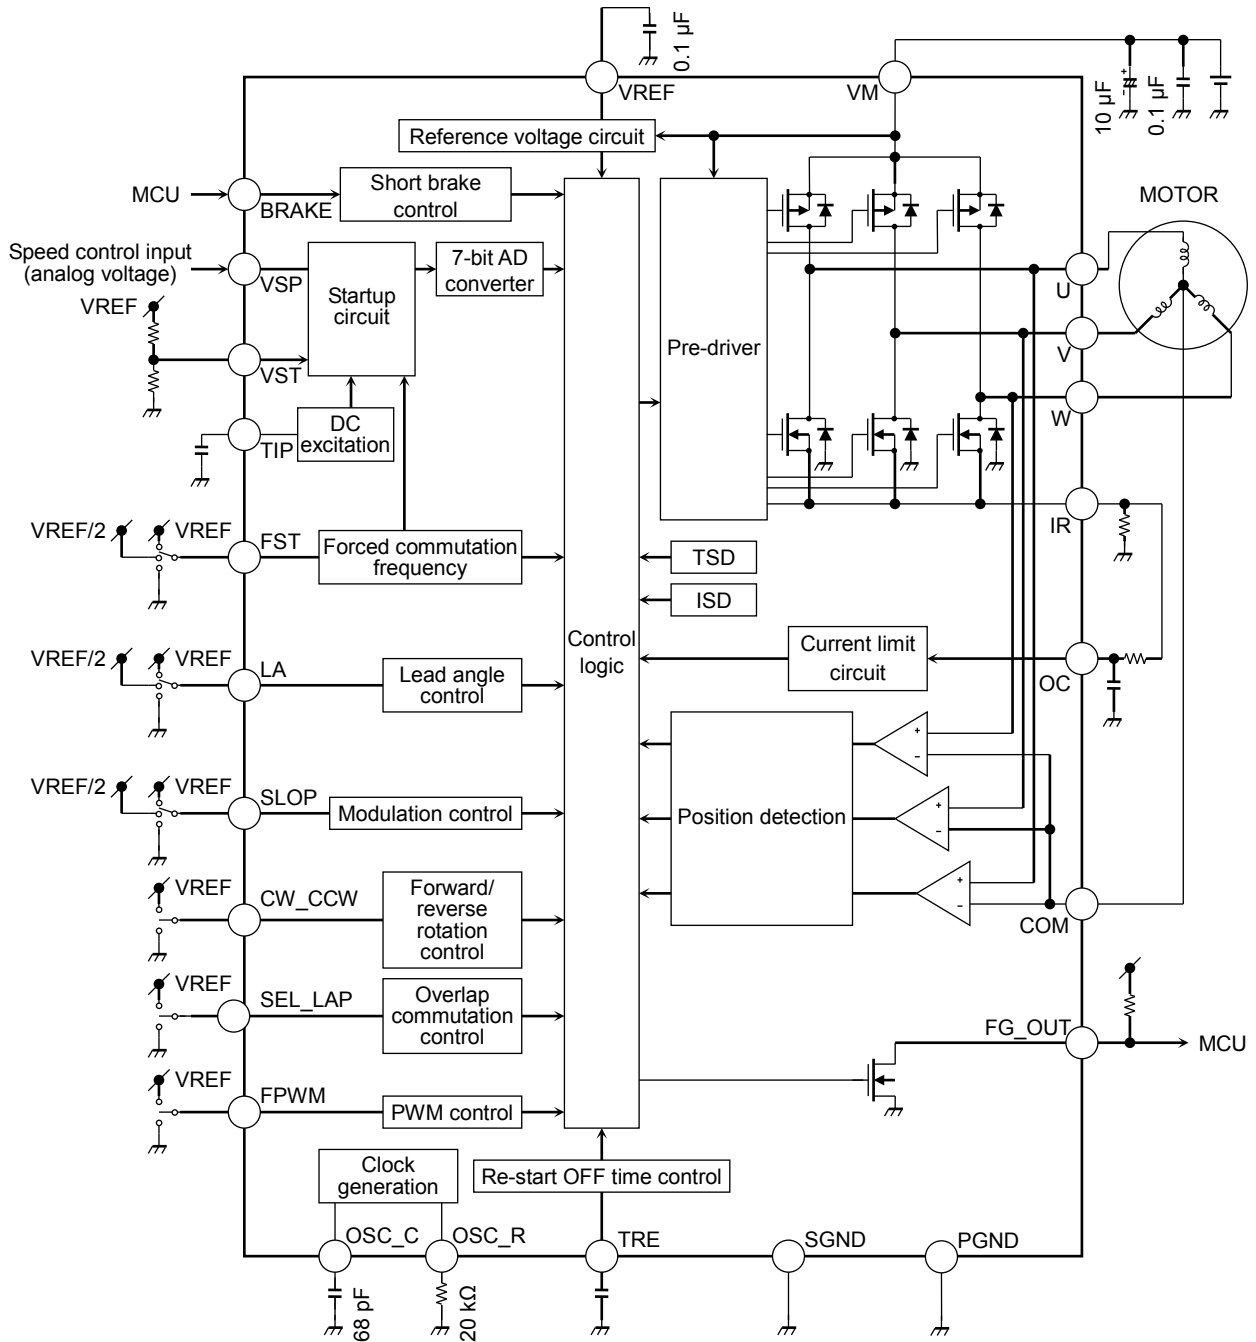 0.1 µF
VREF
VM
10 µF
0.1 µF
Reference voltage circuit
MCU
BRAKE
Short brake
control
MOTOR
Speed control input
(analog voltage)
VSP
Startup
circuit
7-bit AD
converter
VREF
VST
Pre-driver
U
V
W
TIP
DC
excitation
IR
VREF/2
VREF
FST
Forced commutation
frequency
TSD
ISD
Control
logic
Current limit
circuit
OC
VREF/2
VREF
LA
Lead angle
control
+
−
VREF/2
VREF
SLOP
Modulation control
Position detection
+
−
VREF
CW_CCW
Forward/
reverse
rotation
control
+
−
COM
VREF
SEL_LAP
Overlap
commutation
control
FG_OUT
MCU
VREF
FPWM
PWM control
Clock
generation
Re-start OFF time control
OSC_C
OSC_R
TRE
SGND
PGND
68 pF
20 kΩ